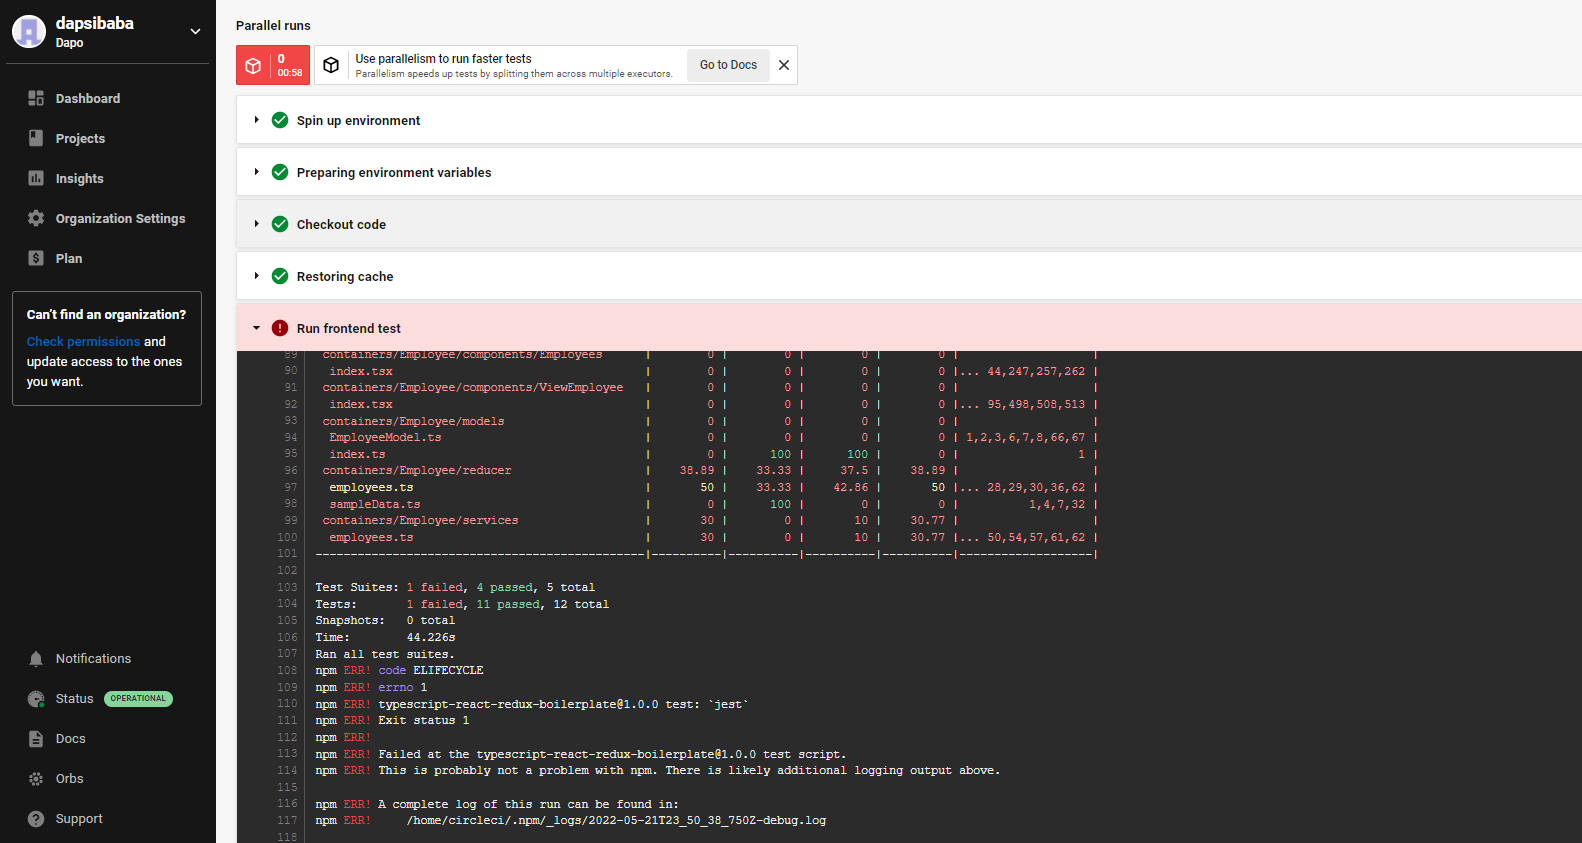 dapsibaba
Dapo
Dashboard
Projects
Insights
Organization Settings
Plan
Can't find an organization?
Check permissions and
update access to the ones
you want.
Notifications
Status OPERATIONAL
Docs
Orbs
Support
Parallel runs
0
00:58
Use parallelism to run faster tests
Parallelism speeds up tests by splitting them across multiple executors.
Go to Docs
Spin up environment
Preparing environment variables
Checkout code
Restoring cache
Run frontend test
89 containers/Employee/components/Employees | 0 | 0 | 0 | 0 | |
90 index.tsx | 0 | 0 | 0 | 0 |... 44,247,257,262 |
91 containers/Employee/components/ViewEmployee | 0 | 0 | 0 | 0 | |
92 index.tsx | 0 | 0 | 0 | 0 |... 95,498,508,513 |
93 containers/Employee/models | 0 | 0 | 0 | 0 | |
94 EmployeeModel.ts | 0 | 0 | 0 | 0 | 1,2,3,6,7,8,66,67 |
95 index.ts | 0 | 100 | 100 | 0 | 1 |
96 containers/Employee/reducer | 38.89 | 33.33 | 37.5 | 38.89 | |
97 employees.ts | 50 | 33.33 | 42.86 | 50 |... 28,29,30,36,62 |
98 sampleData.ts | 0 | 100 | 0 | 0 | 1,4,7,32 |
99 containers/Employee/services | 30 | 0 | 10 | 30.77 | |
100 employees.ts | 30 | 0 | 10 | 30.77 |... 50,54,57,61,62 |
101 -----------------------------------------------|----------|----------|----------|----------|-------------------|
102
103 Test Suites: 1 failed, 4 passed, 5 total
104 Tests: 1 failed, 11 passed, 12 total
105 Snapshots: 0 total
106 Time: 44.226s
107 Ran all test suites.
108 npm ERR! code ELIFECYCLE
109 npm ERR! errno 1
110 npm ERR! typescript-react-redux-boilerplate@1.0.0 test: `jest`
111 npm ERR! Exit status 1
112 npm ERR!
113 npm ERR! Failed at the typescript-react-redux-boilerplate@1.0.0 test script.
114 npm ERR! This is probably not a problem with npm. There is likely additional logging output above.
115
116 npm ERR! A complete log of this run can be found in:
117 npm ERR! /home/circleci/.npm/_logs/2022-05-21T23_50_38_750Z-debug.log
118